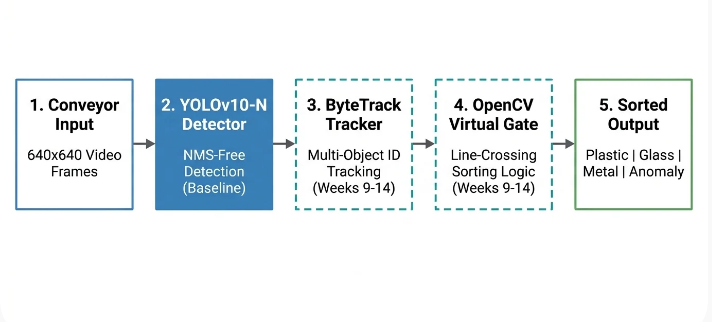 1. Conveyor
Input
640x640 Video
Frames
2. YOLOv10-N
Detector
NMS-Free
Detection
(Baseline)
3. ByteTrack
Tracker
Multi-Object ID
Tracking
(Weeks 9-14)
4. OpenCV
Virtual Gate
Line-Crossing
Sorting Logic
(Weeks 9-14)
5. Sorted
Output
Plastic | Glass |
Metal | Anomaly